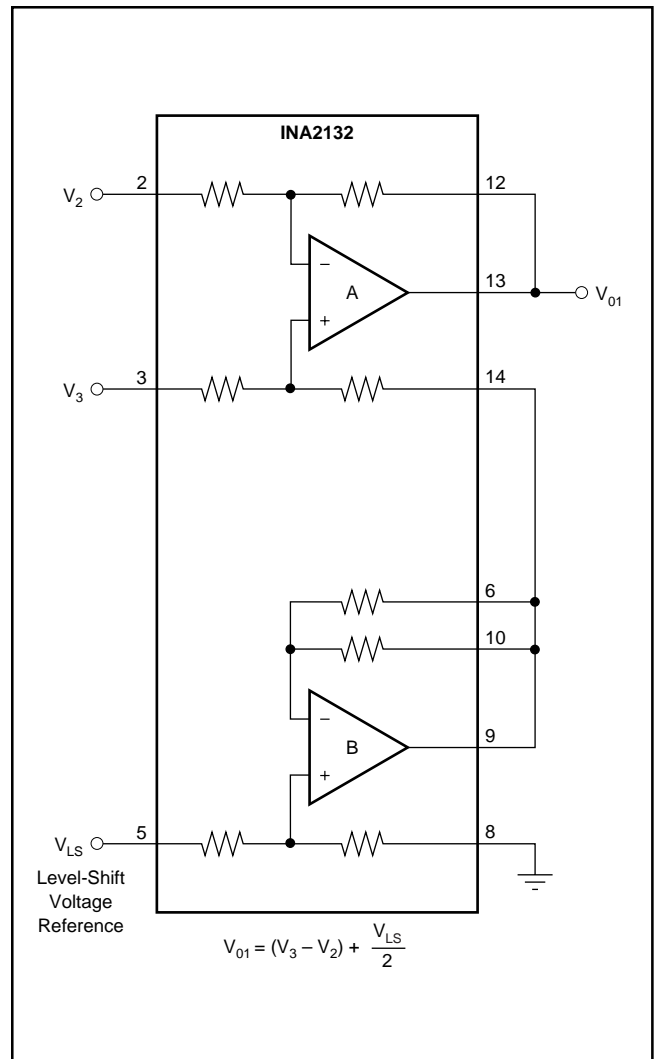 INA2132
V2 2 12
− A 13 V01
+
V3 3 14
6
10
− B 9
+
VLS 5 8
Level-Shift
Voltage
Reference
V01 = (V3 – V2) + VLS/2